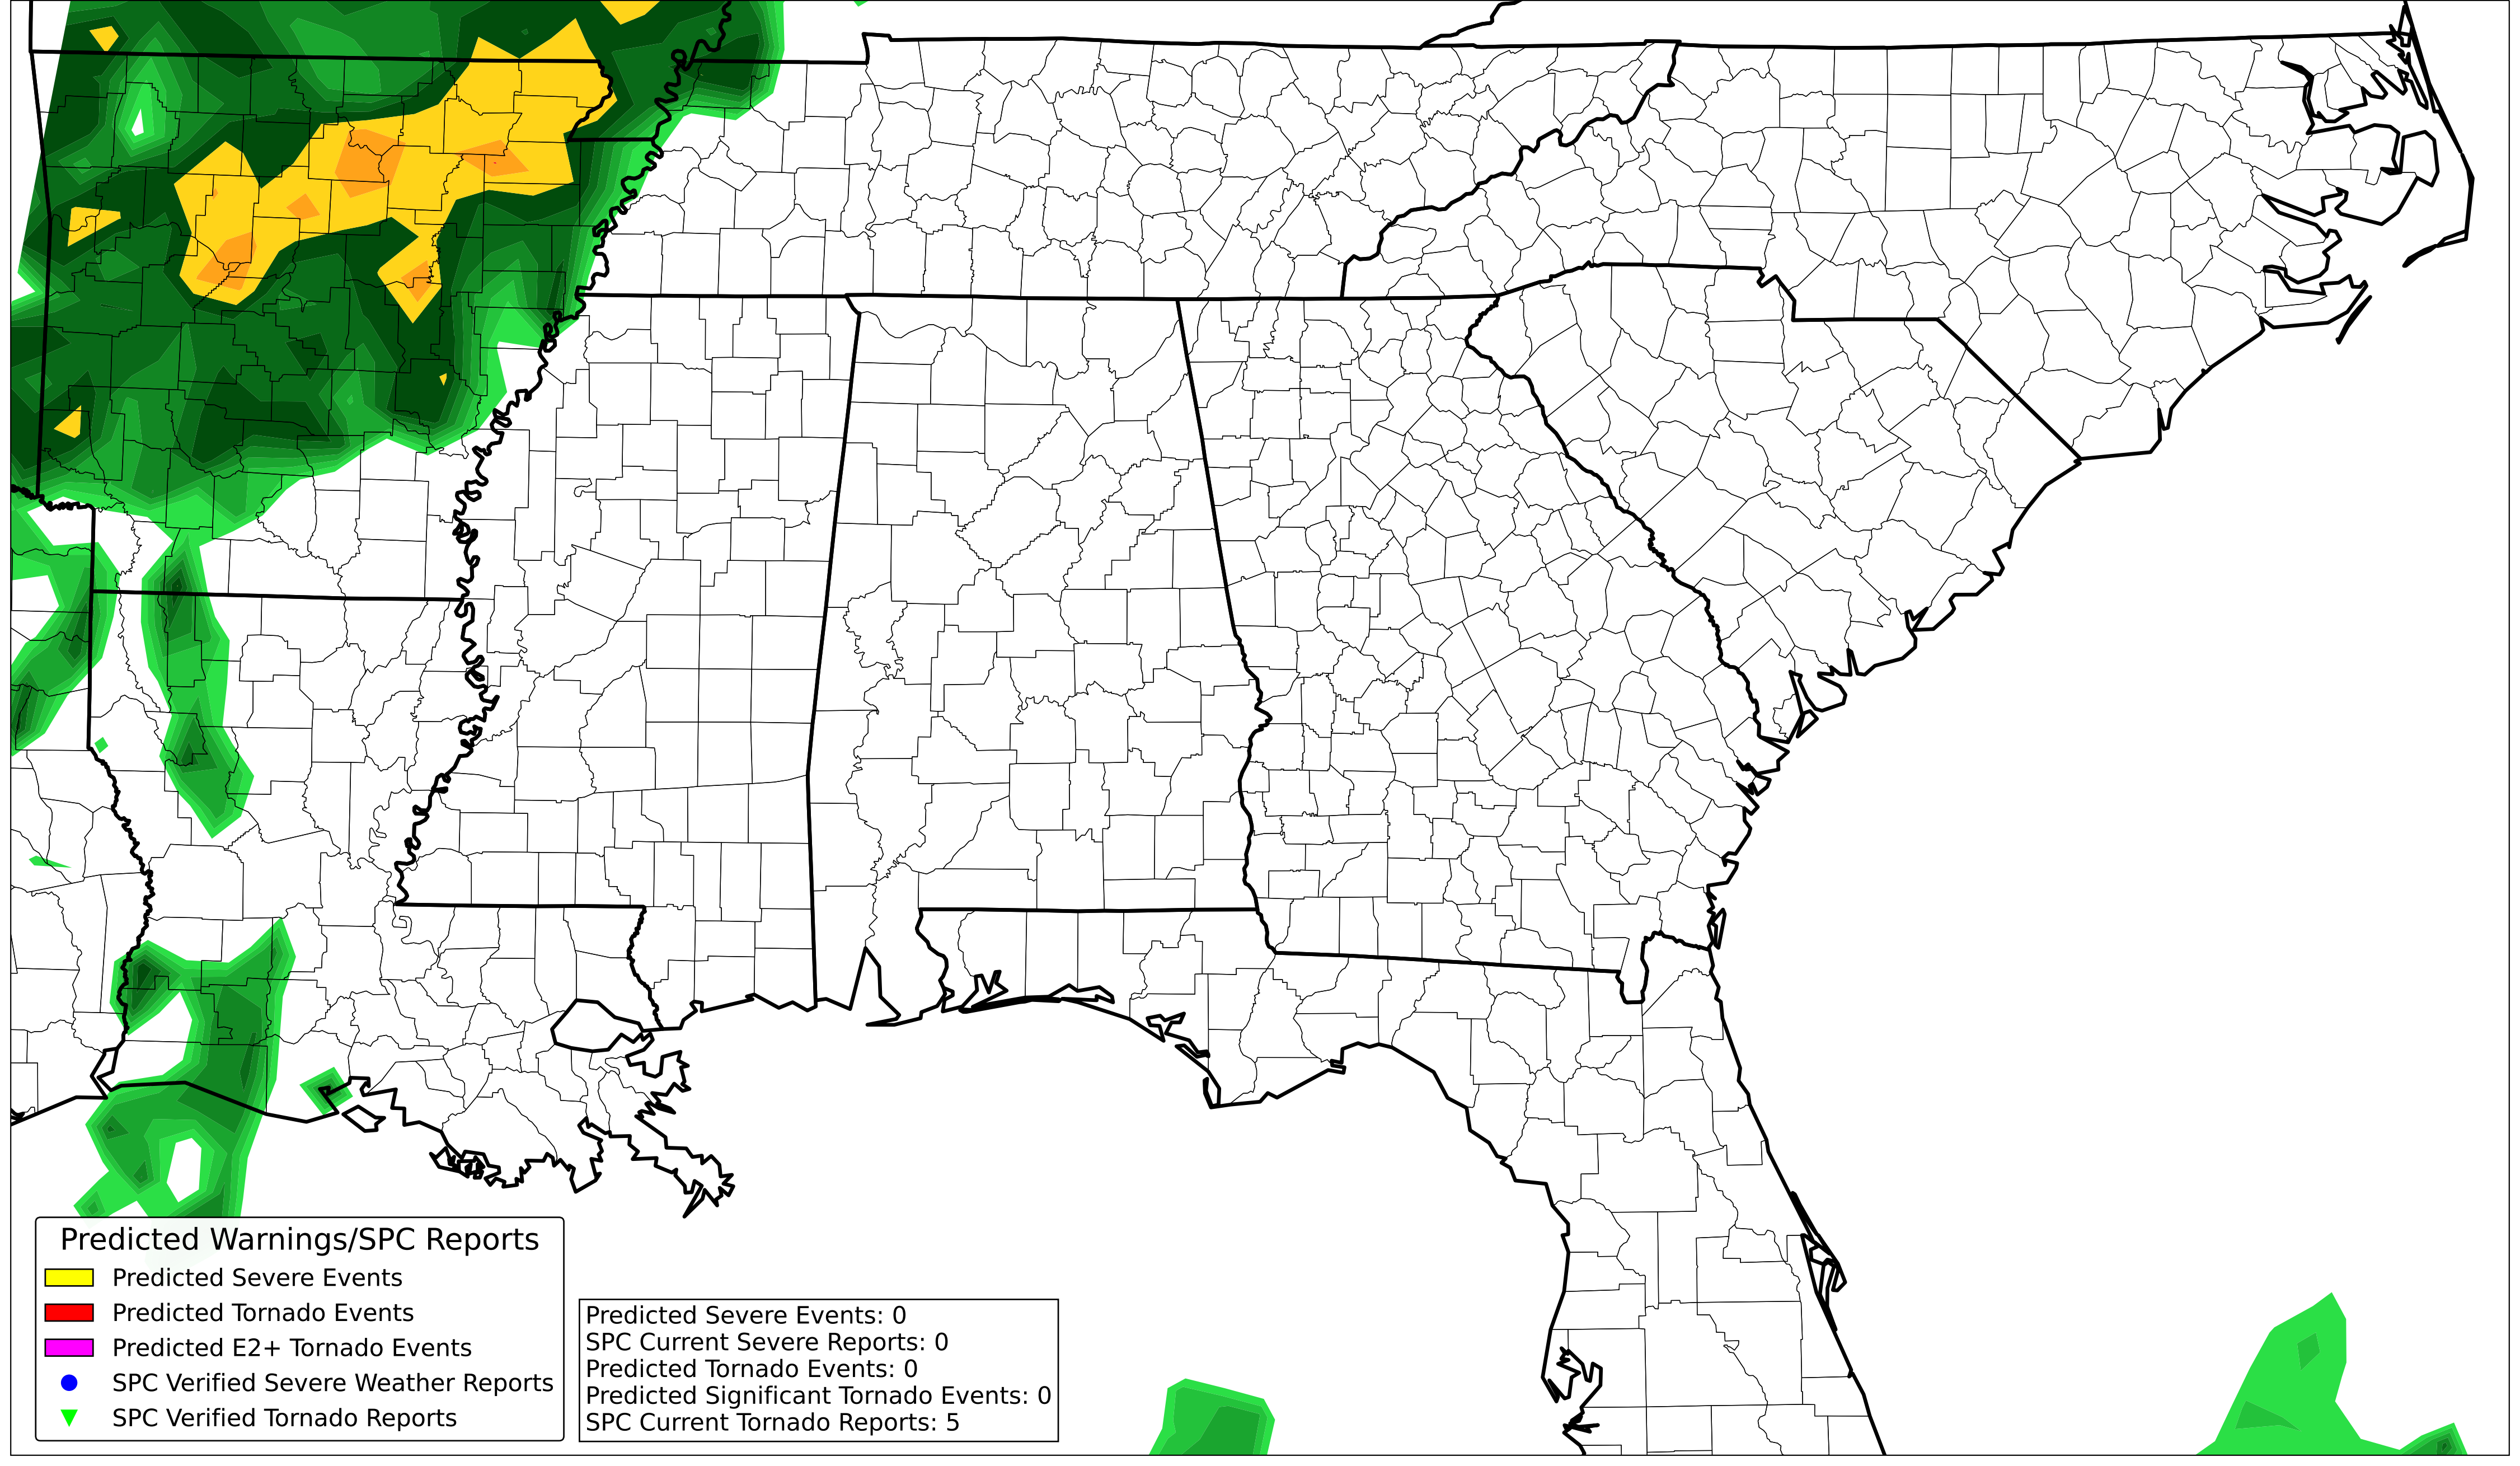 Predicted Warnings/SPC Reports
Predicted Severe Events
Predicted Tornado Events
Predicted E2+ Tornado Events
SPC Verified Severe Weather Reports
SPC Verified Tornado Reports
Predicted Severe Events: 0
SPC Current Severe Reports: 0
Predicted Tornado Events: 0
Predicted Significant Tornado Events: 0
SPC Current Tornado Reports: 5